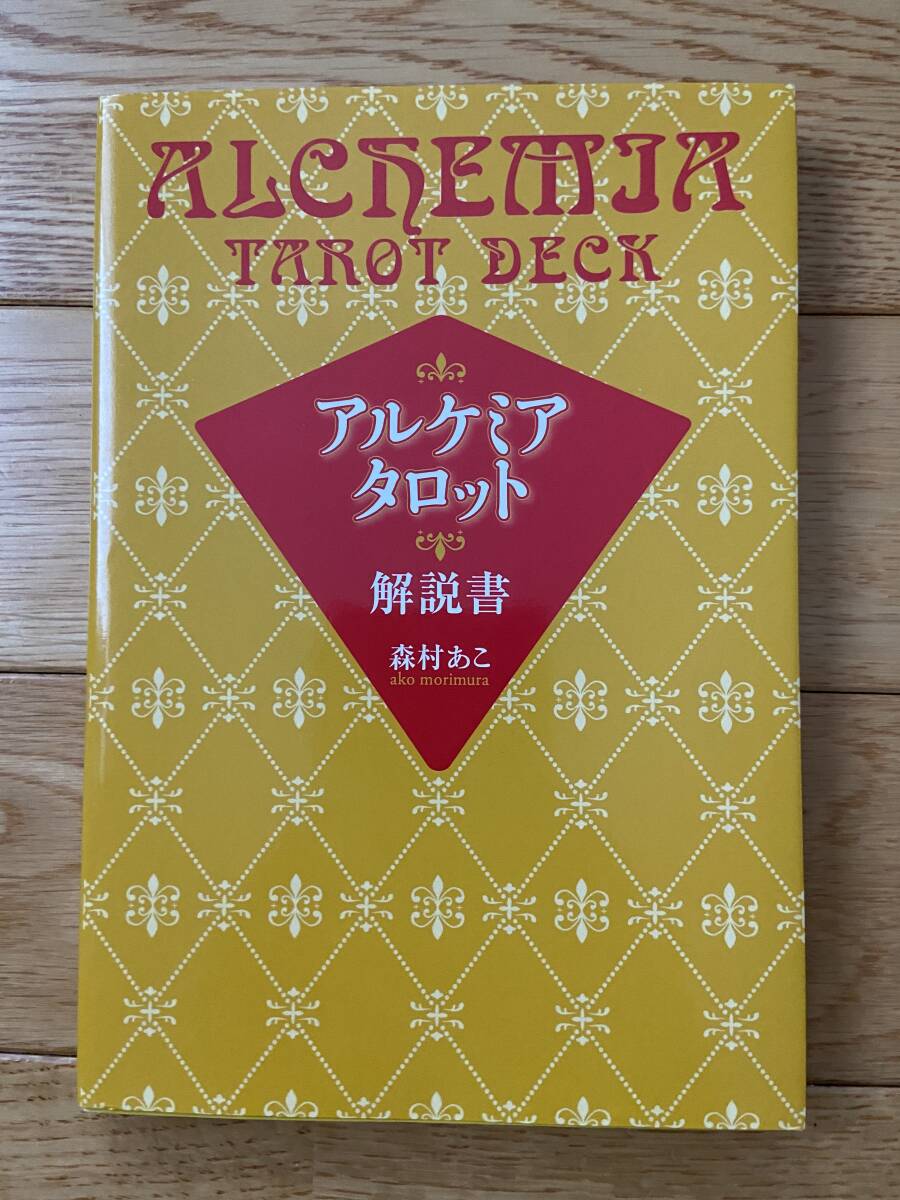 ALCHEMIA
TAROT DECK
アルケミア
タロット
解説書
森村あこ
ako morimura